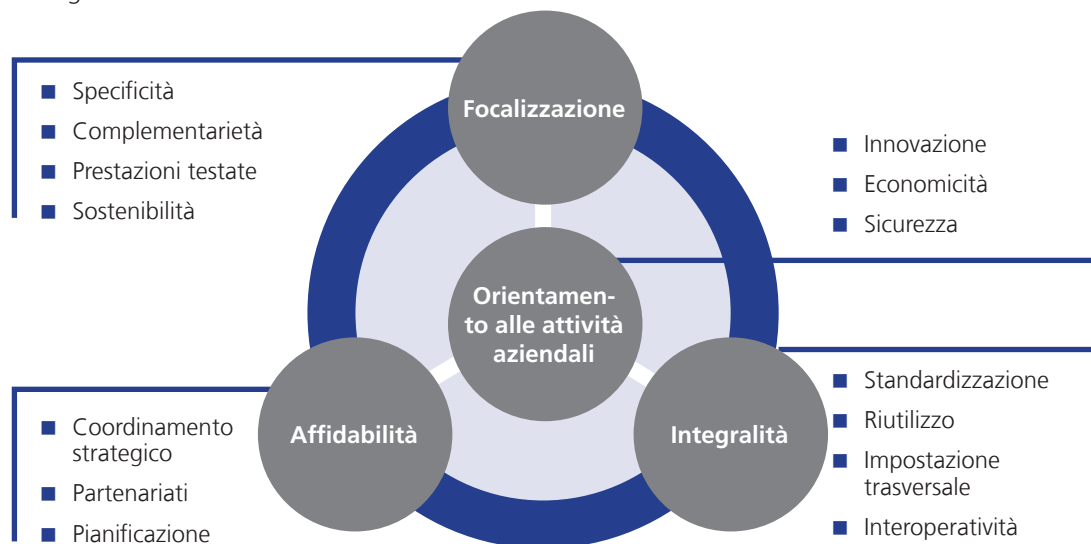 Focalizzazione
Specificità
Complementarietà
Prestazioni testate
Sostenibilità
Innovazione
Economicità
Sicurezza
Orientamen-
to alle attività
aziendali
Affidabilità
Coordinamento
strategico
Partenariati
Pianificazione
Integralità
Standardizzazione
Riutilizzo
Impostazione
trasversale
Interoperatività